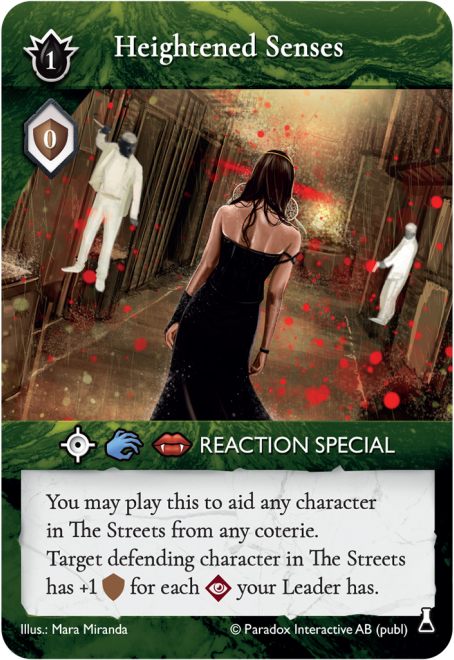 1
Heightened Senses
0
REACTION SPECIAL
You may play this to aid any character
in The Streets from any coterie.
Target defending character in The Streets
has +1 for each your Leader has.
Illus.: Mara Miranda © Paradox Interactive AB (publ)